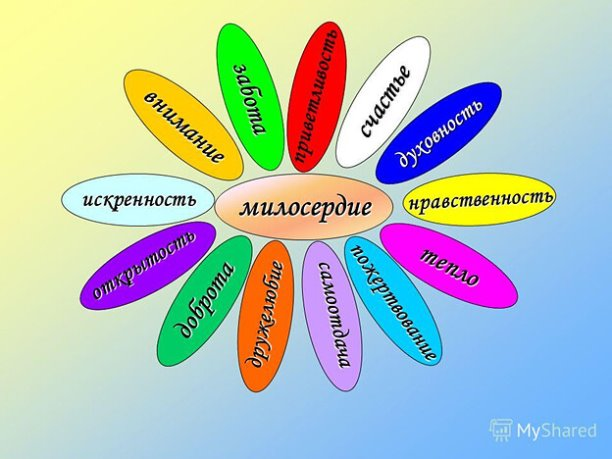 внимание
забота
приветливость
счастье
духовность
искренность
милосердие
нравственность
открытость
доброта
дружелюбие
самоотдача
пожертвование
тепло
MyShared